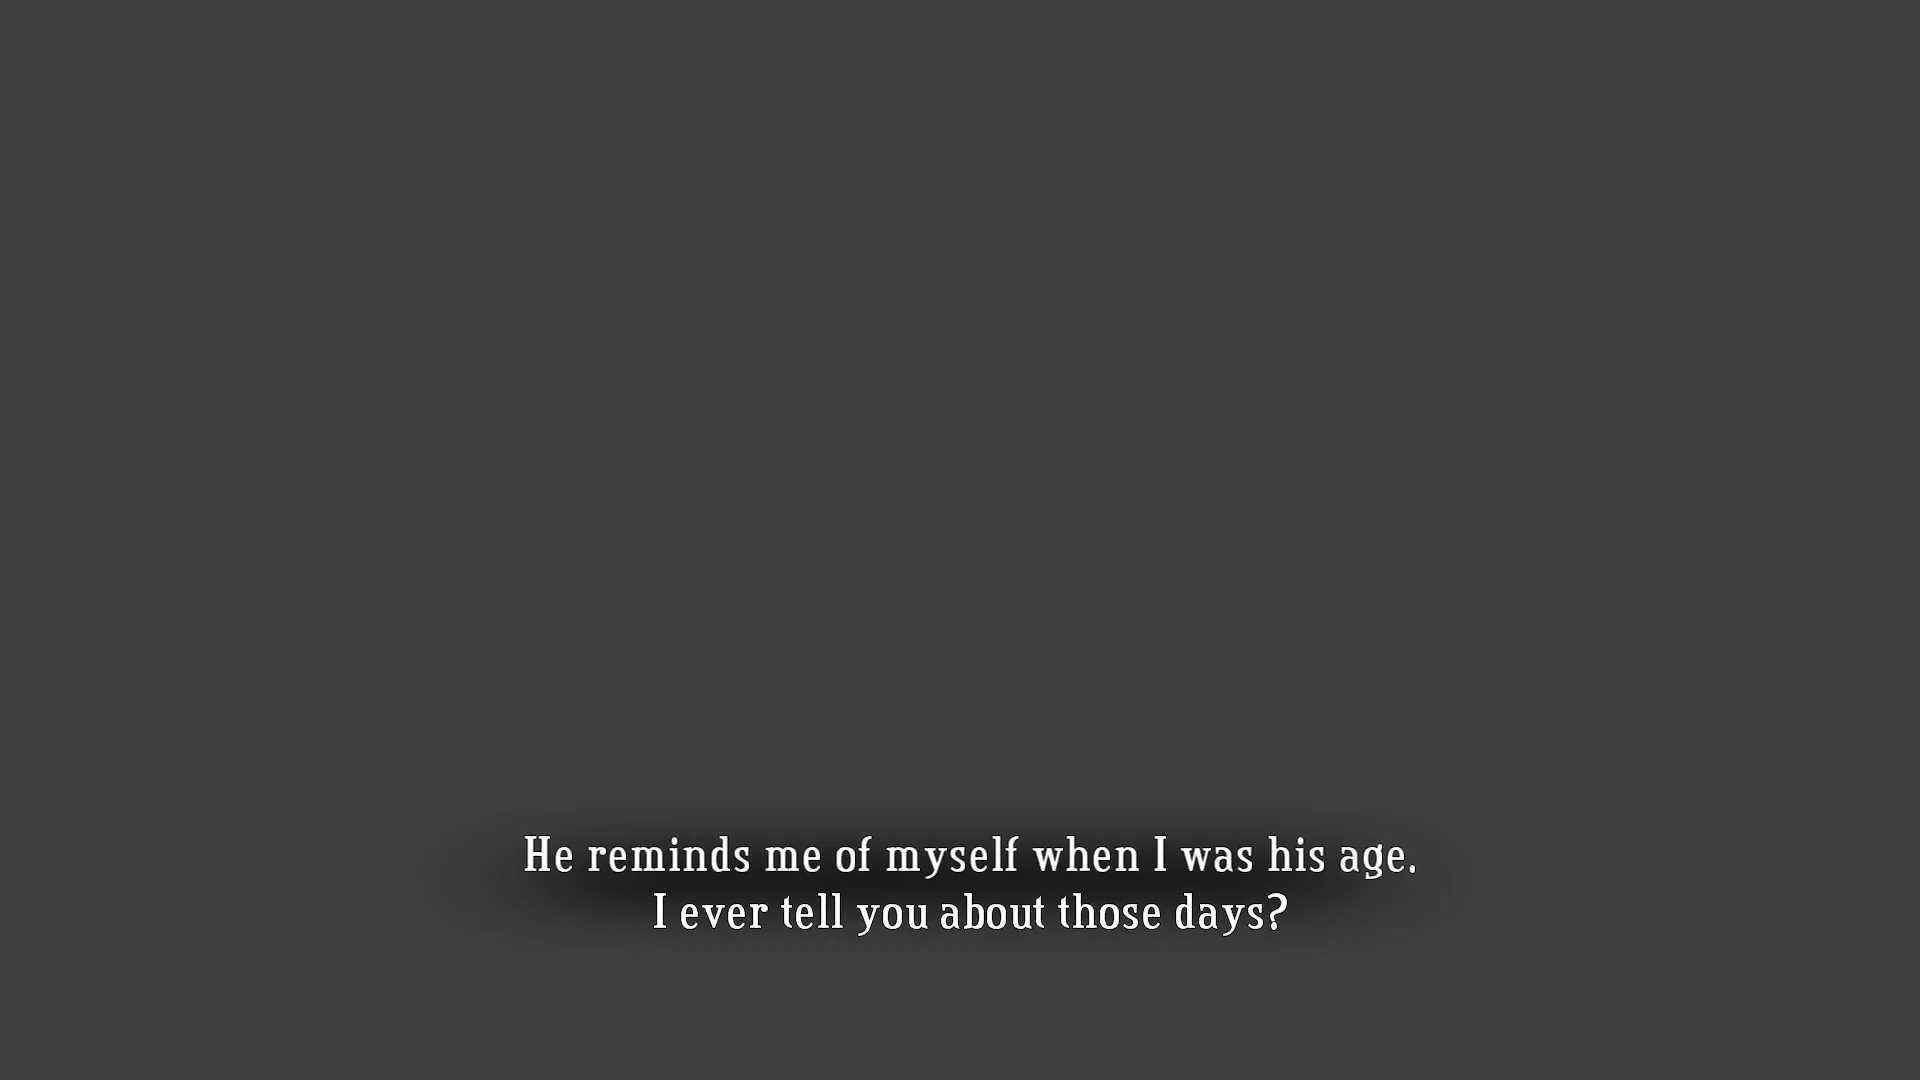 He reminds me of myself when I was his age.
I ever tell you about those days?